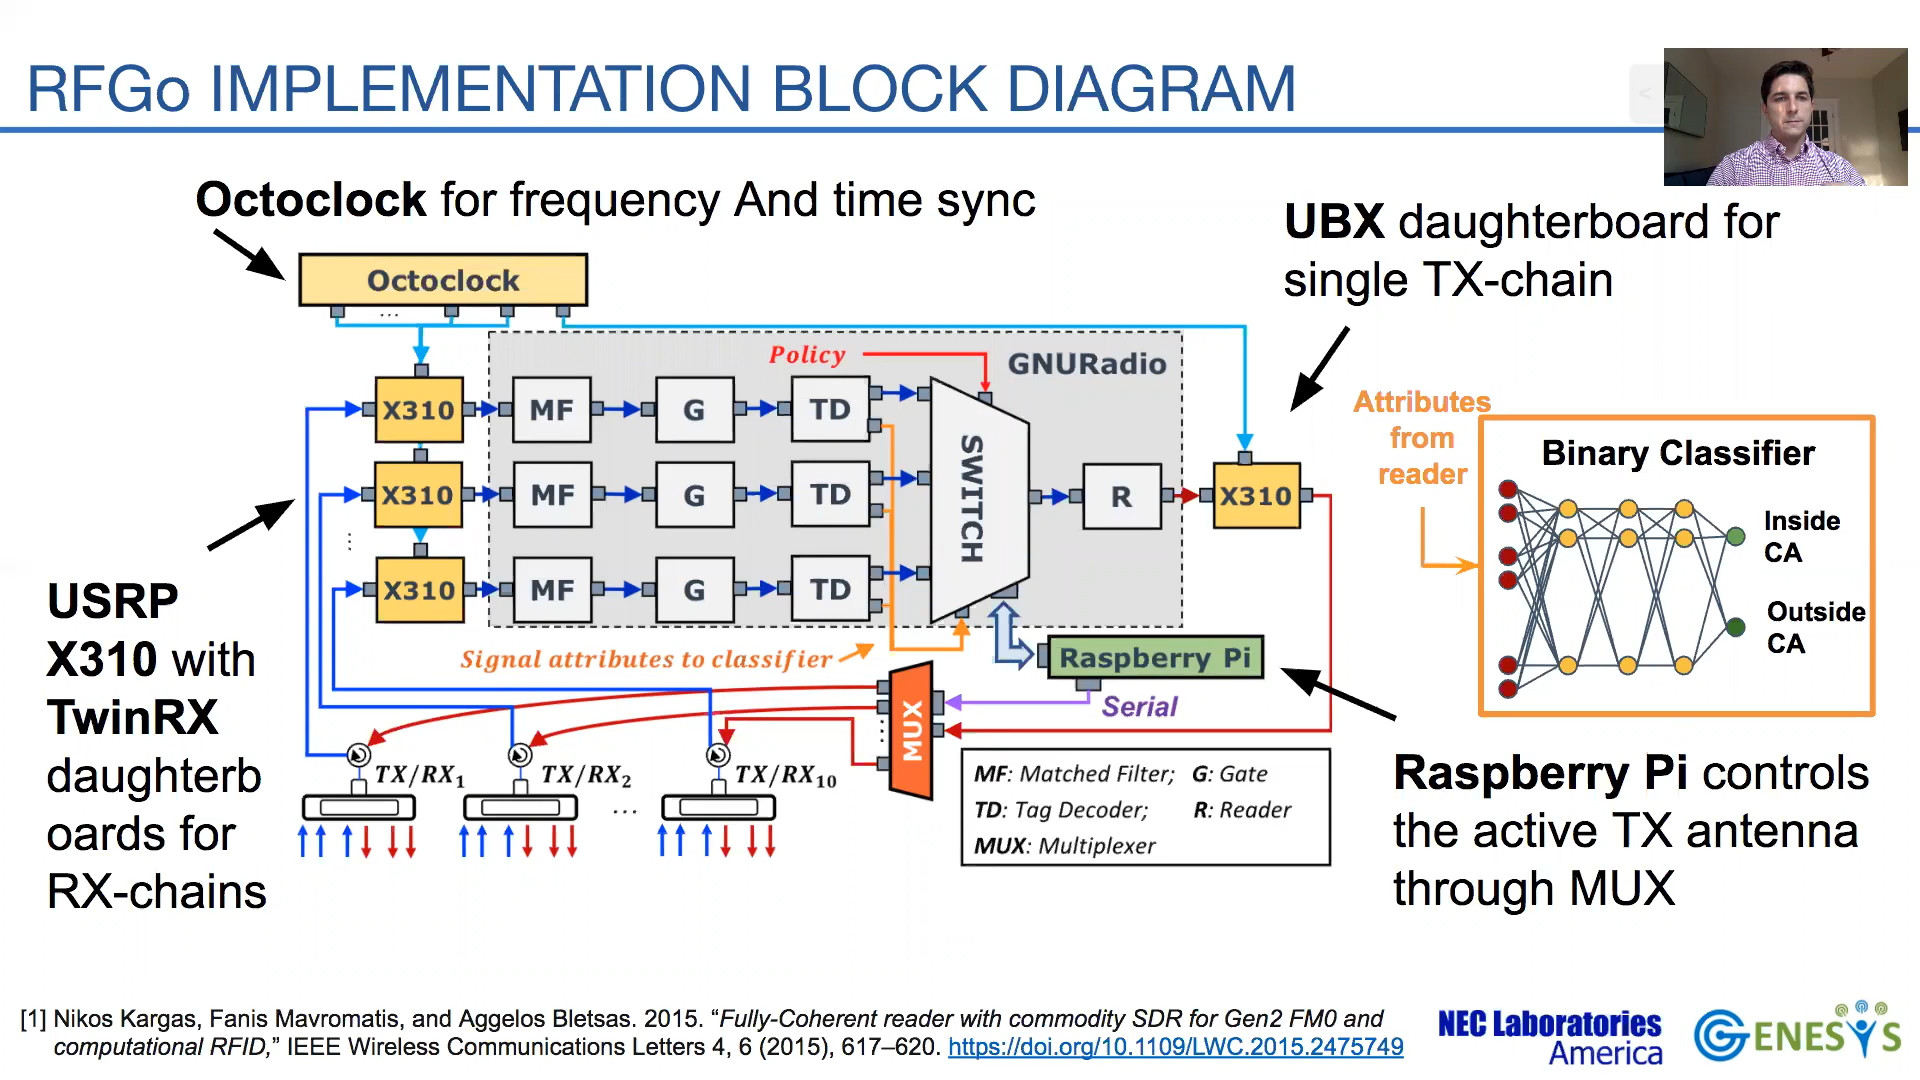 RFGo IMPLEMENTATION BLOCK DIAGRAM
<
Octoclock for frequency And time sync
UBX daughterboard for
single TX-chain
Octoclock
...
Policy
GNURadio
X310
MF
G
TD
X310
MF
G
TD
X310
MF
G
TD
SWITCH
R
X310
Attributes
from
reader
Binary Classifier
Inside
CA
Outside
CA
USRP
X310 with
TwinRX
daughterb
oards for
RX-chains
Signal attributes to classifier
Raspberry Pi
Serial
MUX
TX/RX1
TX/RX2
...
TX/RX10
MF: Matched Filter; G: Gate
TD: Tag Decoder; R: Reader
MUX: Multiplexer
Raspberry Pi controls
the active TX antenna
through MUX
[1] Nikos Kargas, Fanis Mavromatis, and Aggelos Bletsas. 2015. “Fully-Coherent reader with commodity SDR for Gen2 FM0 and
computational RFID,” IEEE Wireless Communications Letters 4, 6 (2015), 617–620. https://doi.org/10.1109/LWC.2015.2475749
NEC Laboratories
America
GENESYS